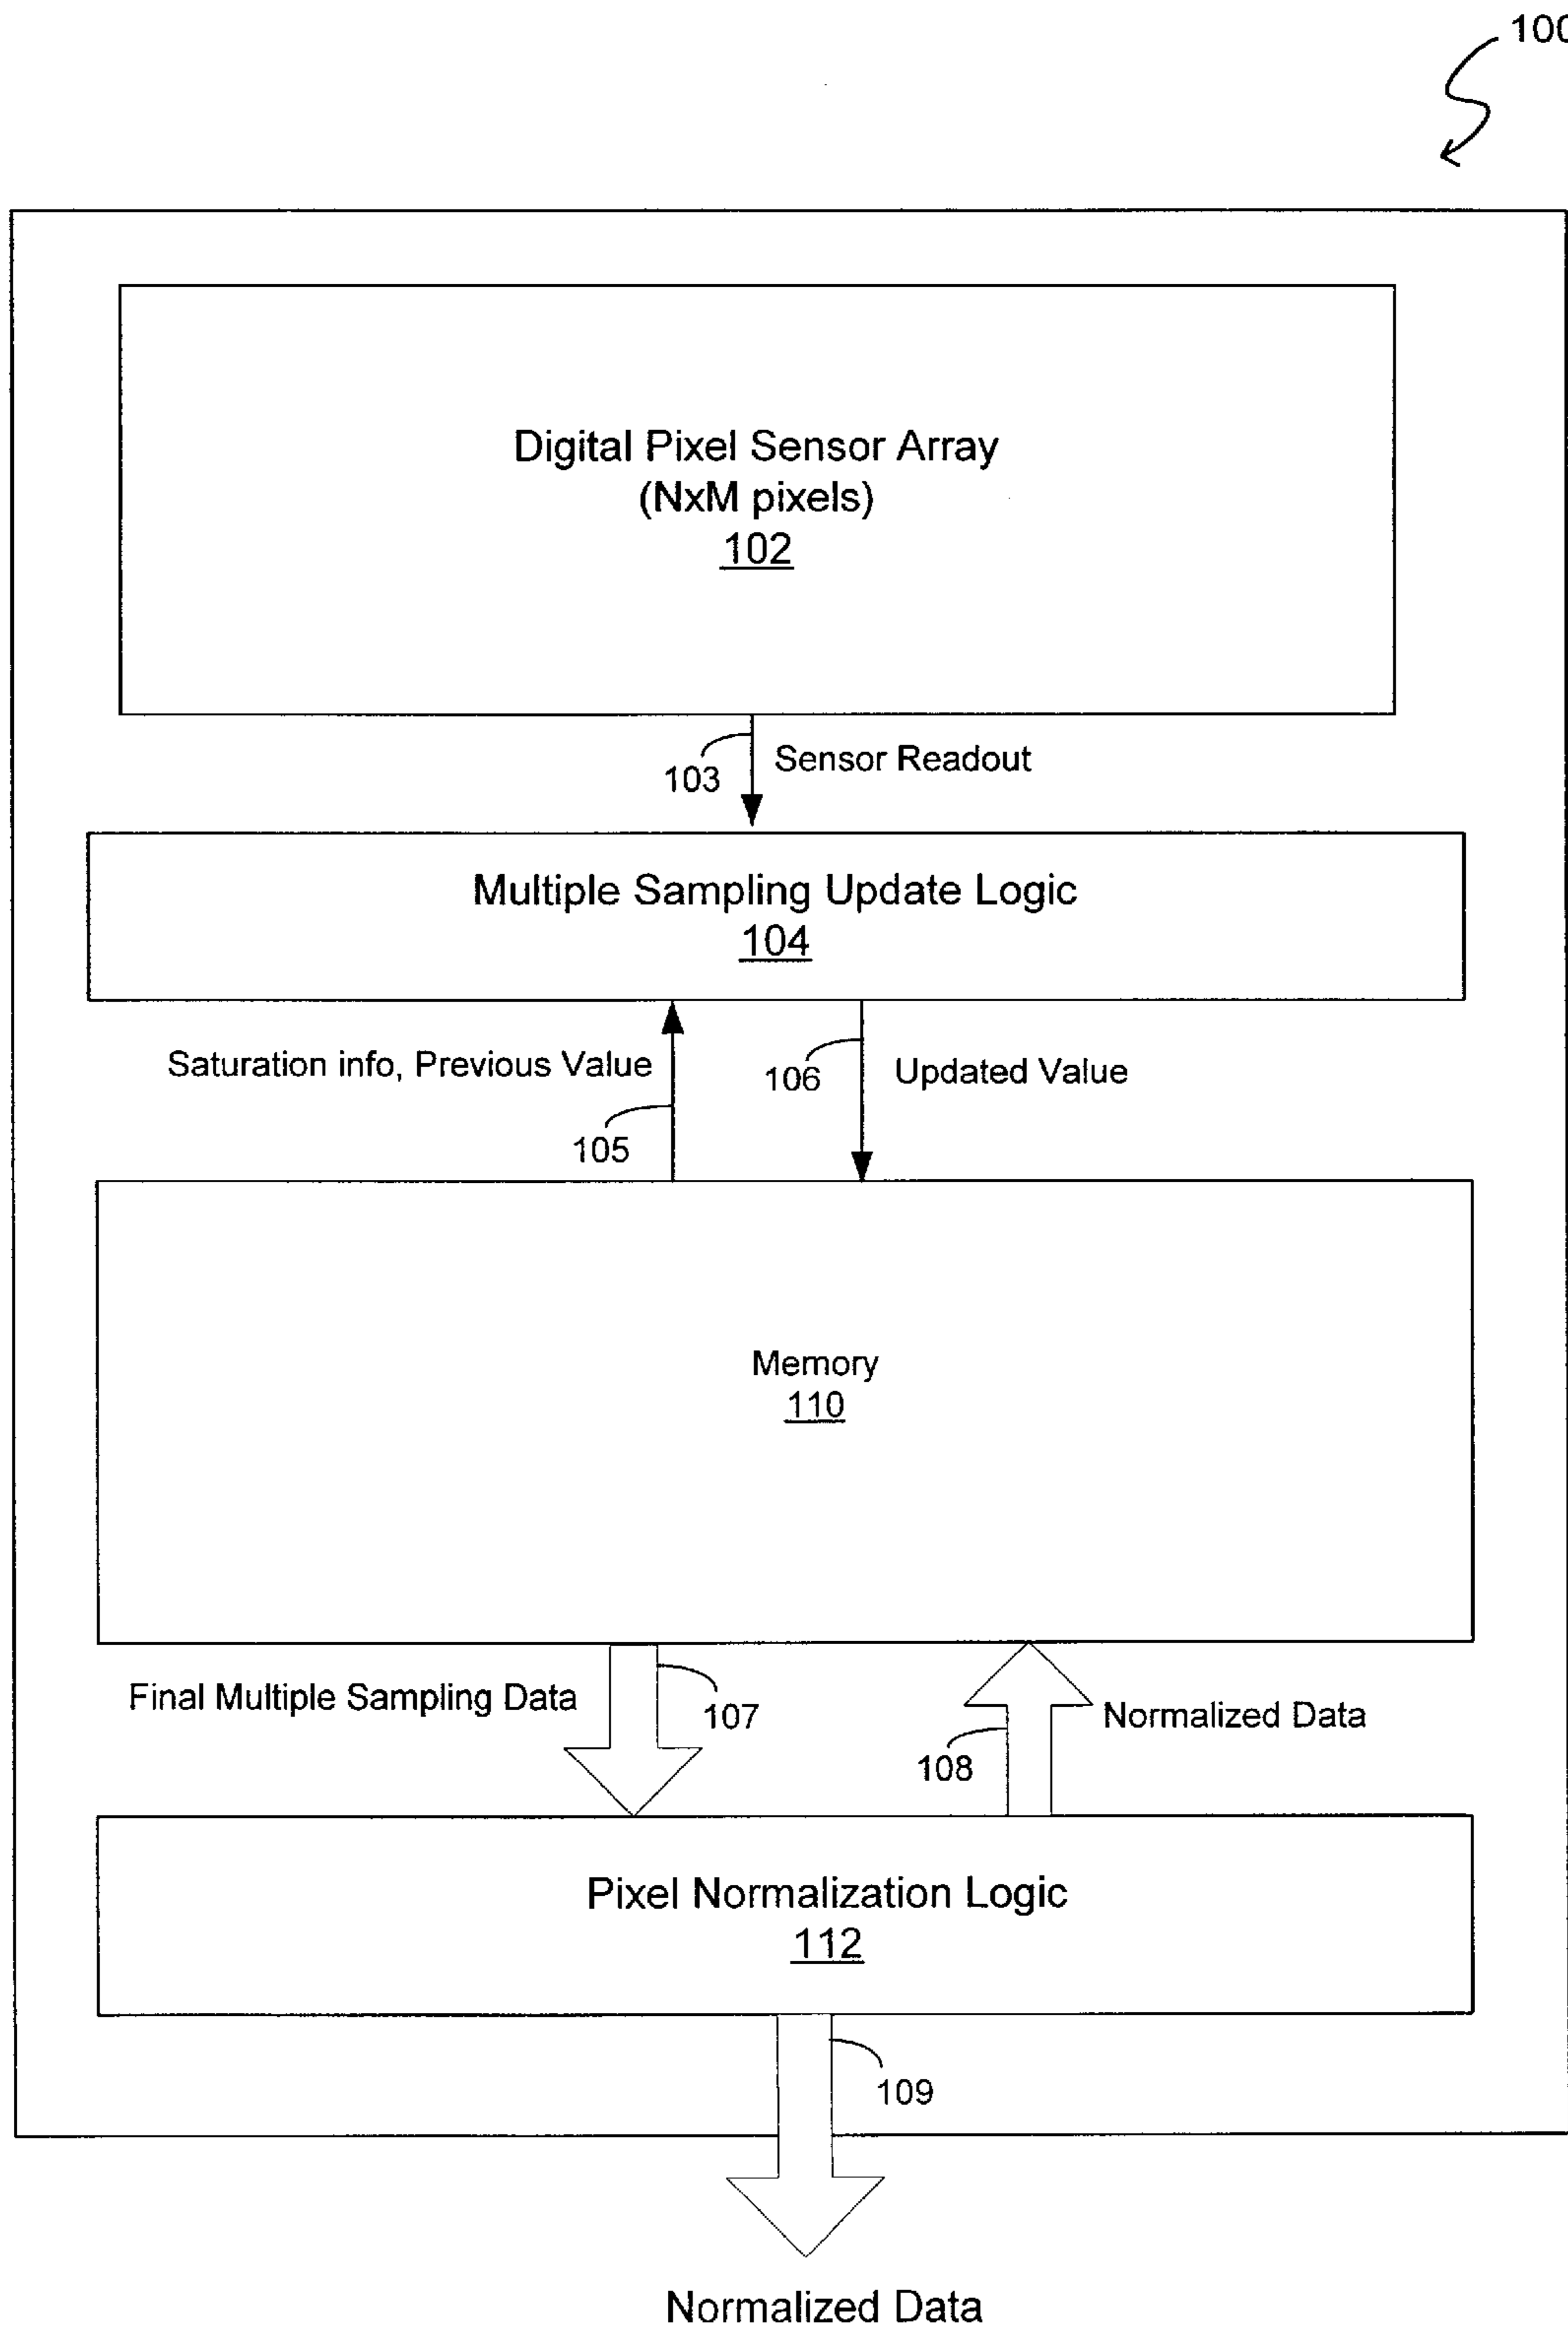 100
Digital Pixel Sensor Array
(NxM pixels)
102
103
Sensor Readout
Multiple Sampling Update Logic
104
Saturation info, Previous Value
105
106
Updated Value
Memory
110
Final Multiple Sampling Data
107
108
Normalized Data
Pixel Normalization Logic
112
109
Normalized Data